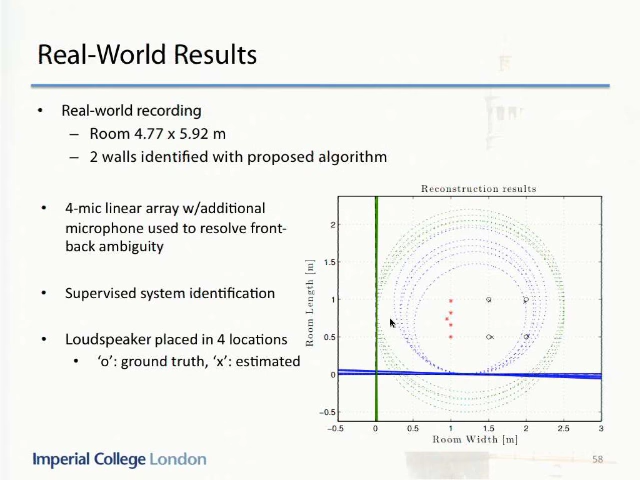 Real-World Results
• Real-world recording
– Room 4.77 x 5.92 m
– 2 walls identified with proposed algorithm
• 4-mic linear array w/additional
microphone used to resolve front-
back ambiguity
• Supervised system identification
• Loudspeaker placed in 4 locations
• ‘o’: ground truth, ‘x’: estimated
Reconstruction results
Room Length [m]
2
1.5
1
0.5
0
−0.5
−0.5 0 0.5 1 1.5 2 2.5 3
Room Width [m]
Imperial College London
58